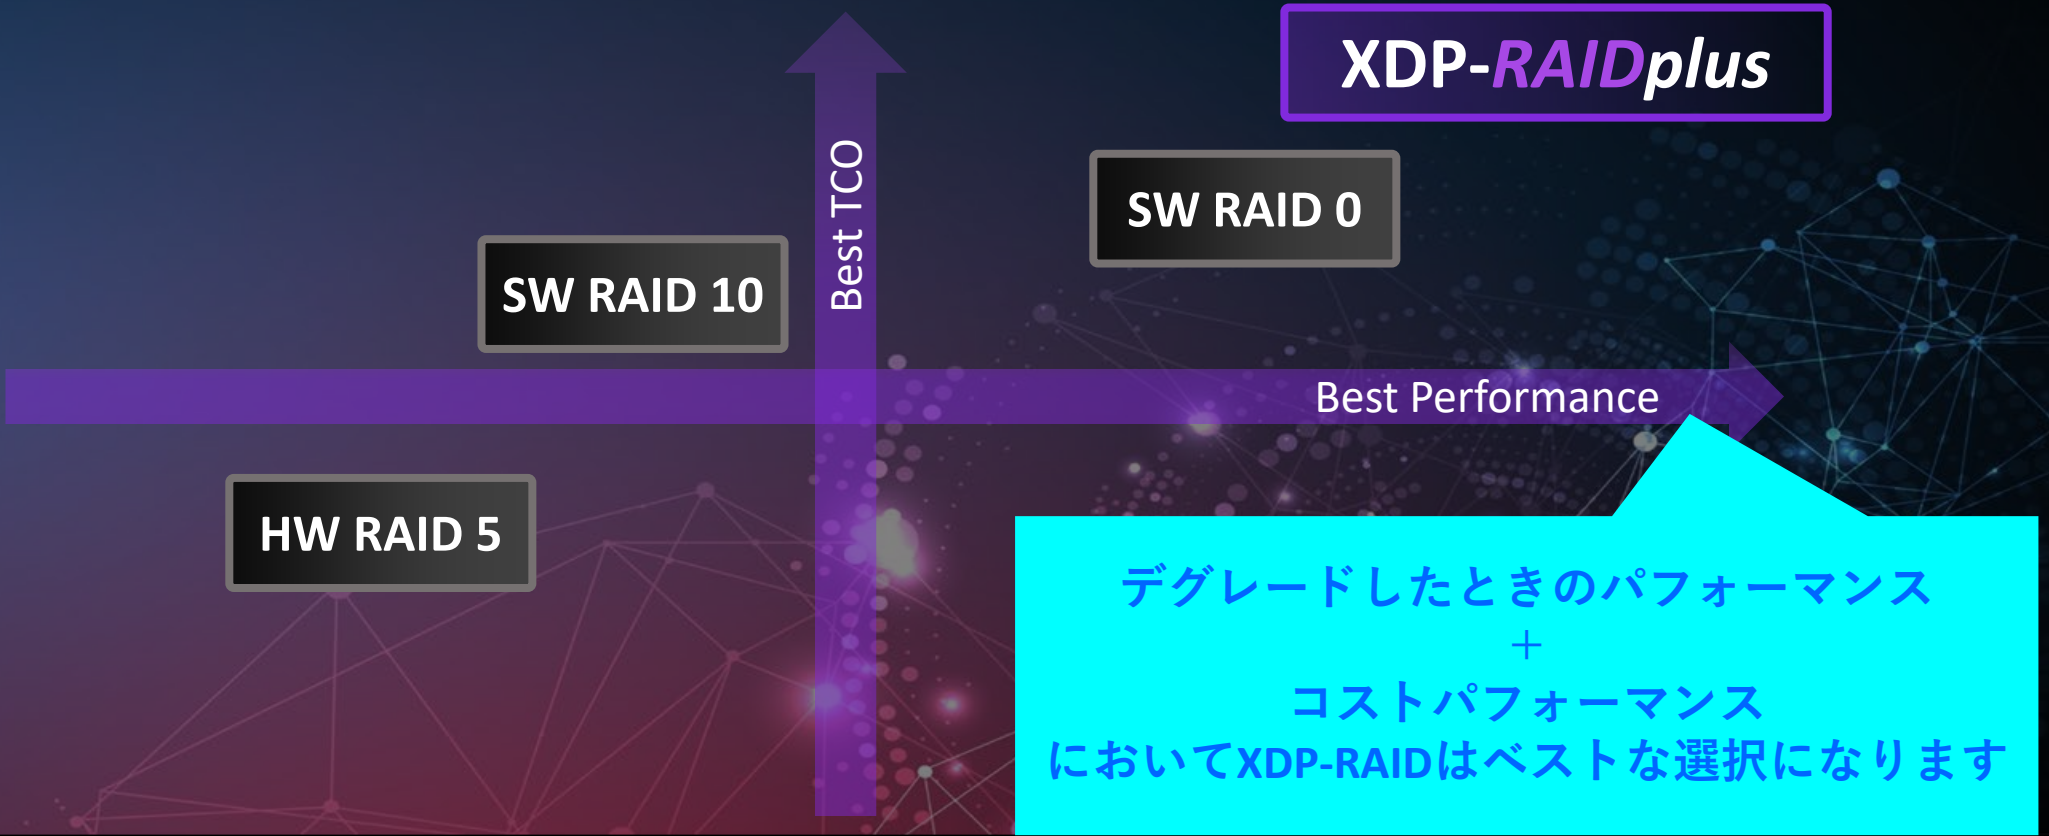 XDP-RAIDplus
Best TCO
SW RAID 0
SW RAID 10
Best Performance
HW RAID 5
デグレードしたときのパフォーマンス
＋
コストパフォーマンス
においてXDP-RAIDはベストな選択になります